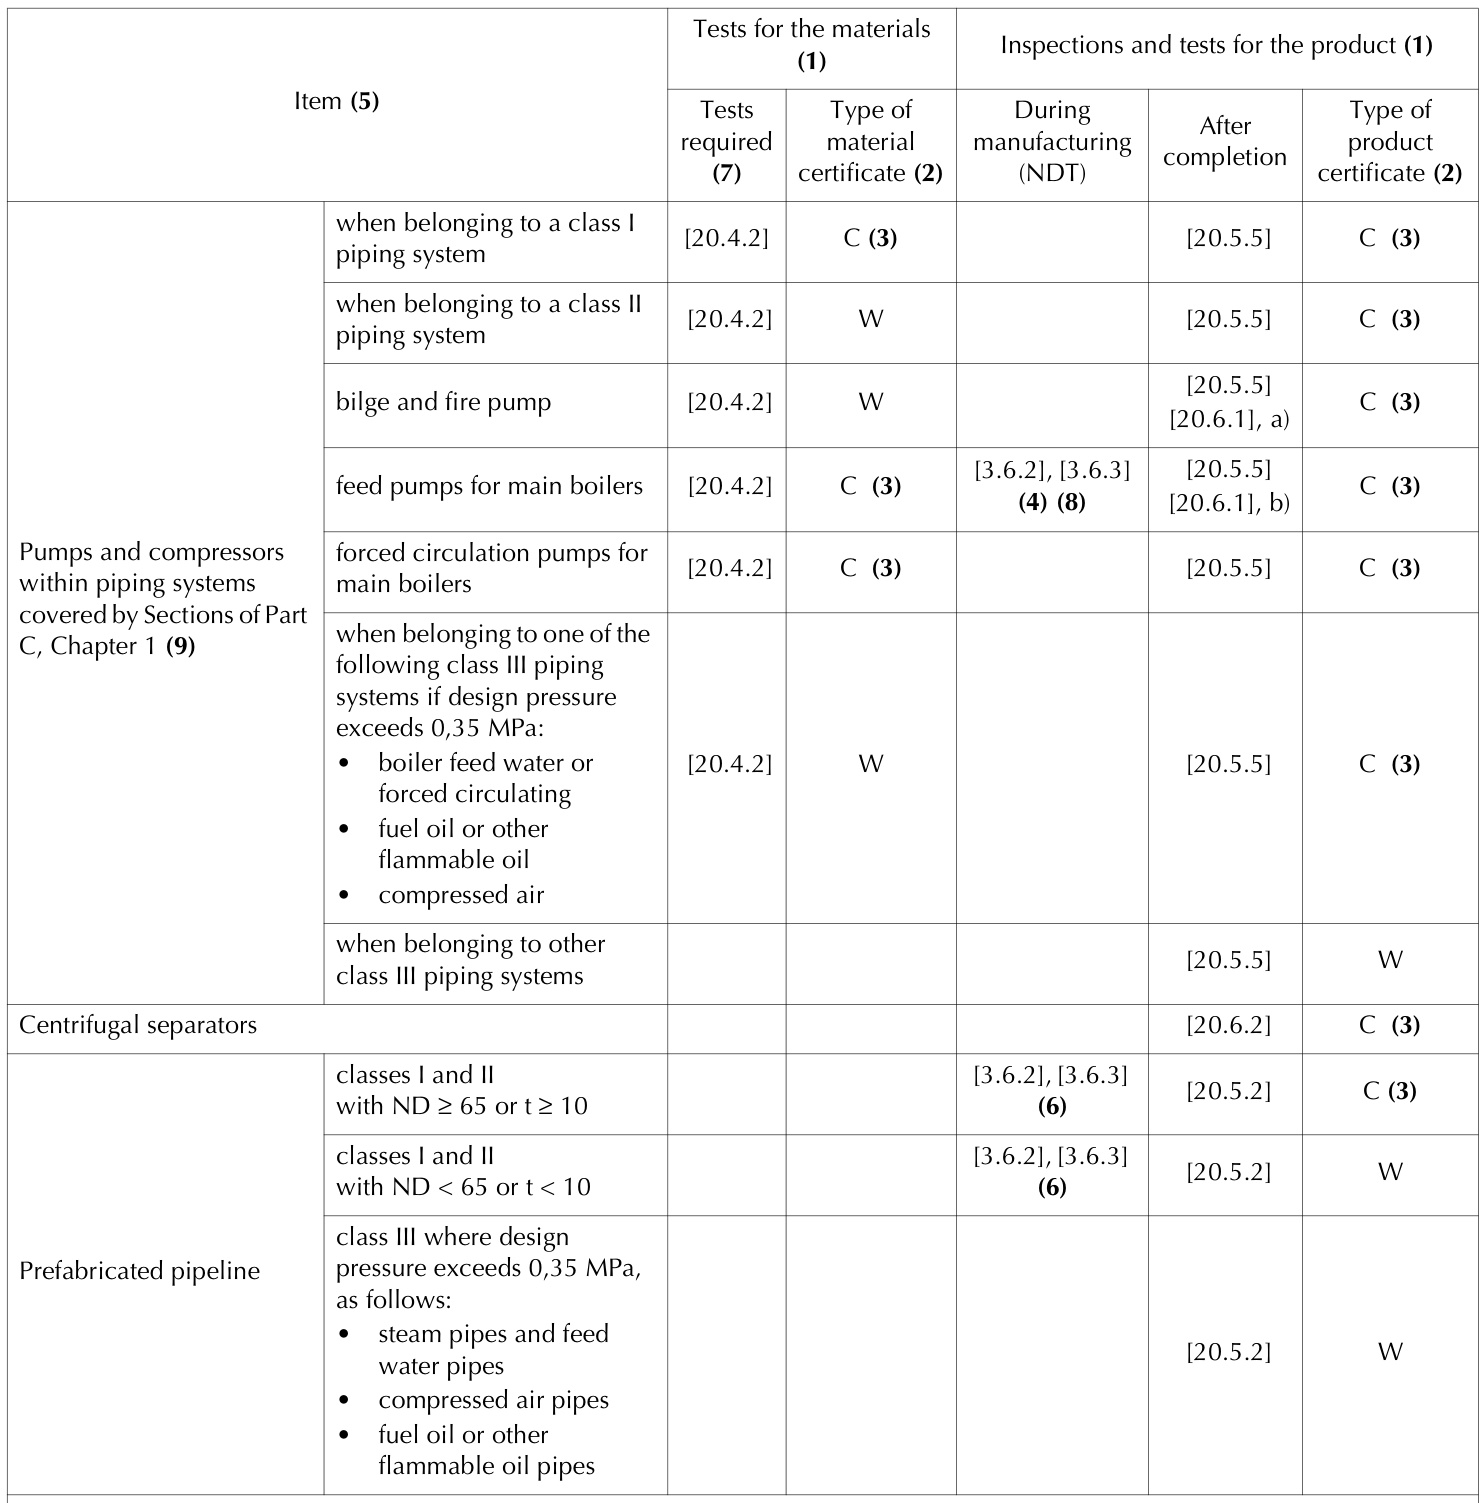 Item (5)
Tests for the materials
(1)
Inspections and tests for the product (1)
Tests
required
(7)
Type of
material
certificate (2)
During
manufacturing
(NDT)
After
completion
Type of
product
certificate (2)
Pumps and compressors
within piping systems
covered by Sections of Part
C, Chapter 1 (9)
when belonging to a class I
piping system
[20.4.2]
C (3)
[20.5.5]
C (3)
when belonging to a class II
piping system
[20.4.2]
W
[20.5.5]
C (3)
bilge and fire pump
[20.4.2]
W
[20.5.5]
[20.6.1], a)
C (3)
feed pumps for main boilers
[20.4.2]
C (3)
[3.6.2], [3.6.3]
(4) (8)
[20.5.5]
[20.6.1], b)
C (3)
forced circulation pumps for
main boilers
[20.4.2]
C (3)
[20.5.5]
C (3)
when belonging to one of the
following class III piping
systems if design pressure
exceeds 0,35 MPa:
• boiler feed water or
forced circulating
• fuel oil or other
flammable oil
• compressed air
[20.4.2]
W
[20.5.5]
C (3)
when belonging to other
class III piping systems
[20.5.5]
W
Centrifugal separators
[20.6.2]
C (3)
Prefabricated pipeline
classes I and II
with ND ≥ 65 or t ≥ 10
[3.6.2], [3.6.3]
(6)
[20.5.2]
C (3)
classes I and II
with ND < 65 or t < 10
[3.6.2], [3.6.3]
(6)
[20.5.2]
W
class III where design
pressure exceeds 0,35 MPa,
as follows:
• steam pipes and feed
water pipes
• compressed air pipes
• fuel oil or other
flammable oil pipes
[20.5.2]
W